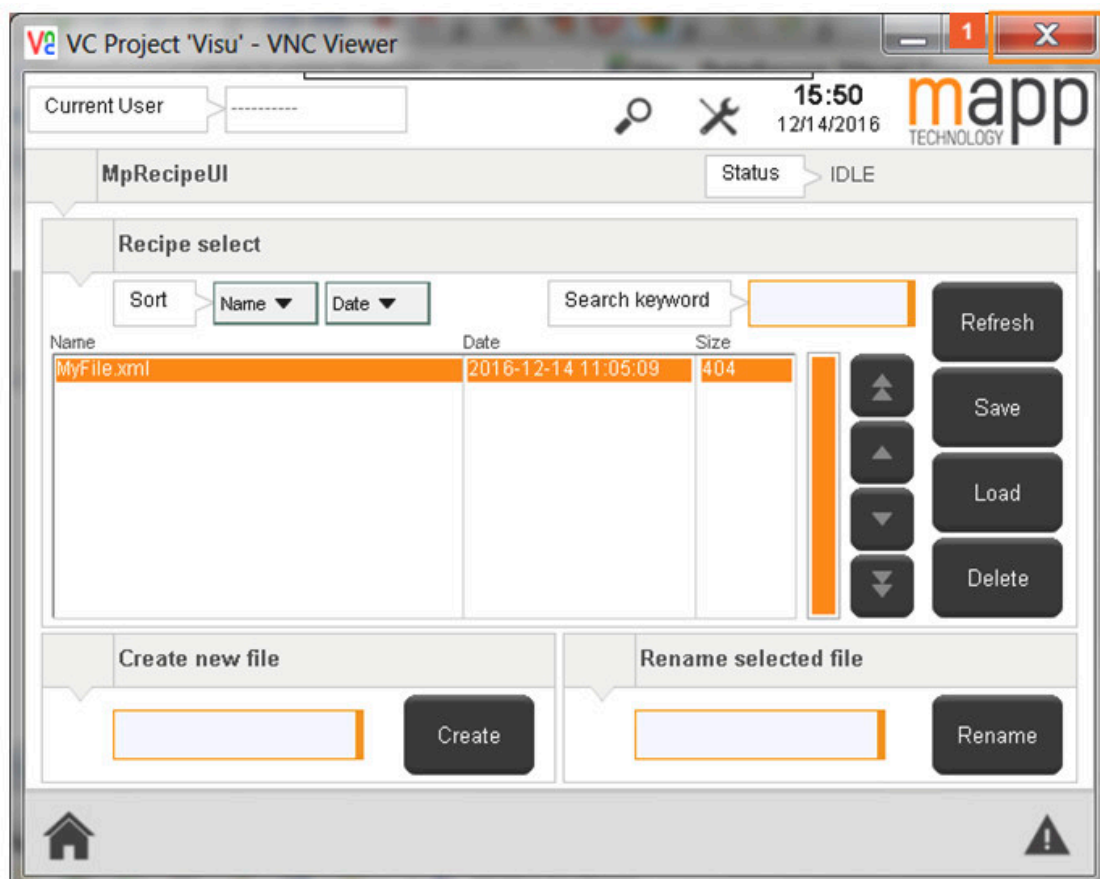 VC Project 'Visu' - VNC Viewer
1
Current User
----------
15:50
12/14/2016
mapp
TECHNOLOGY
MpRecipeUI
Status
IDLE
Recipe select
Sort
Name
Date
Search keyword
Refresh
Name Date Size
MyFile.xml 2016-12-14 11:05:09 404
Save
Load
Delete
Create new file
Create
Rename selected file
Rename